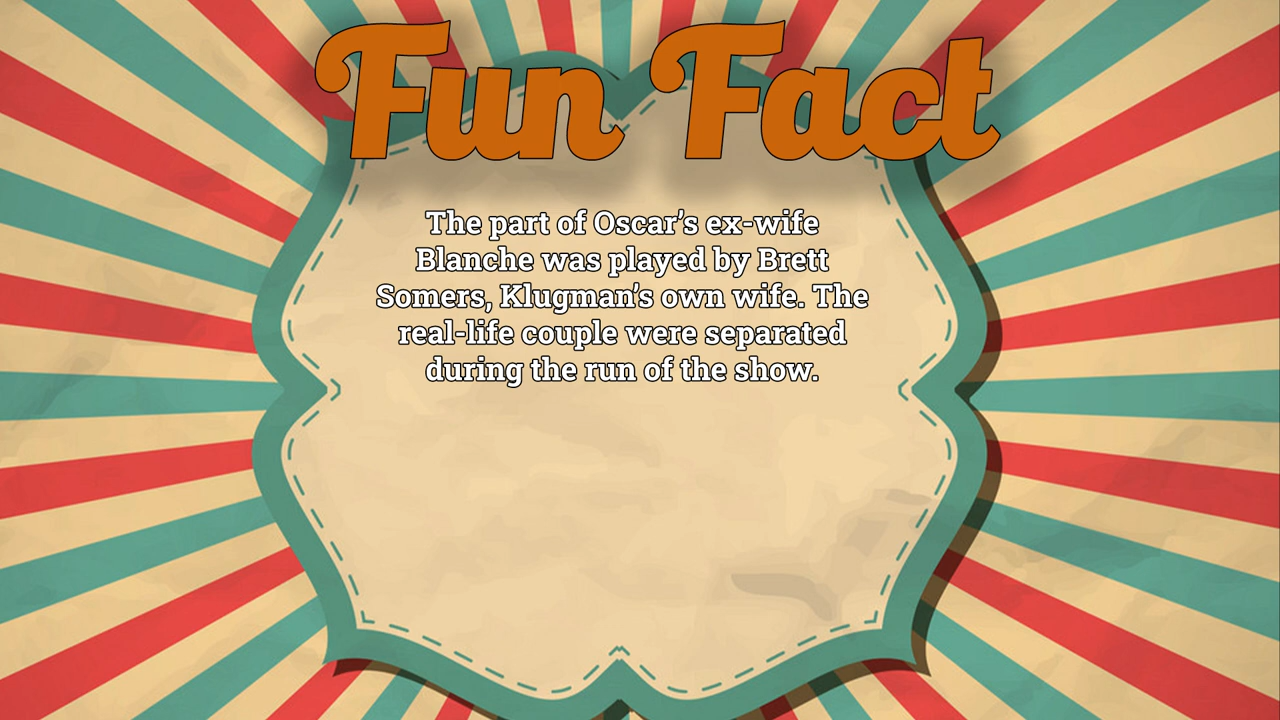 Fun Fact
The part of Oscar's ex-wife
Blanche was played by Brett
Somers, Klugman's own wife. The
real-life couple were separated
during the run of the show.